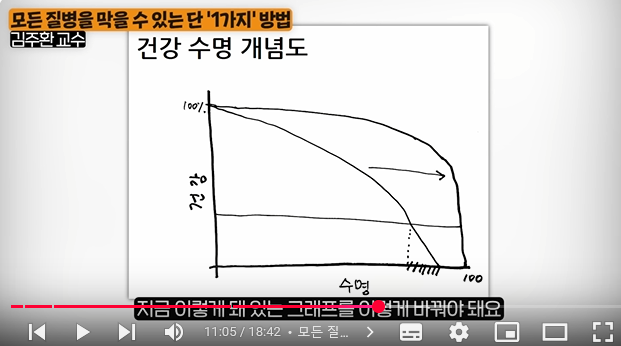 모든 질병을 막을 수 있는 단 '1가지' 방법
김주환 교수
건강 수명 개념도
100%
건강
수명
100
지금 이렇게 돼 있는 그래프를 이렇게 바꿔야 돼요
11:05 / 18:42 • 모든 질...